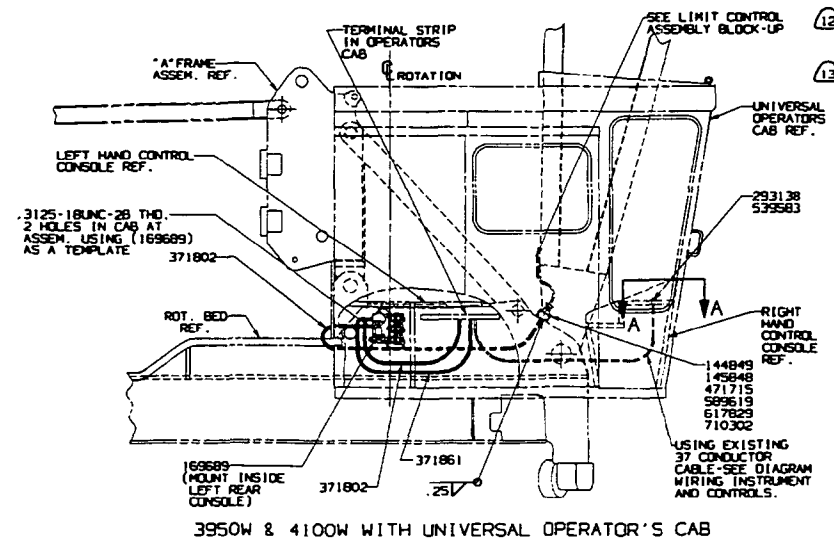 TERMINAL STRIP
IN OPERATORS
CAB
SEE LIMIT CONTROL
ASSEMBLY BLOCK-UP
12
13
"A"FRAME
ASSEM. REF.
ROTATION
UNIVERSAL
OPERATORS
CAB REF.
LEFT HAND CONTROL
CONSOLE REF.
293138
539583
.3125-18UNC-2B THD.
2 HOLES IN CAB AT
ASSEM. USING (169689)
AS A TEMPLATE
371802
ROT. BED
REF.
A
A
RIGHT
HAND
CONTROL
CONSOLE
REF.
144849
145848
471715
589619
617829
710302
169689
(MOUNT INSIDE
LEFT REAR
CONSOLE)
371802
371861
.25
USING EXISTING
37 CONDUCTOR
CABLE-SEE DIAGRAM
WIRING INSTRUMENT
AND CONTROLS.
3950W & 4100W WITH UNIVERSAL OPERATOR'S CAB